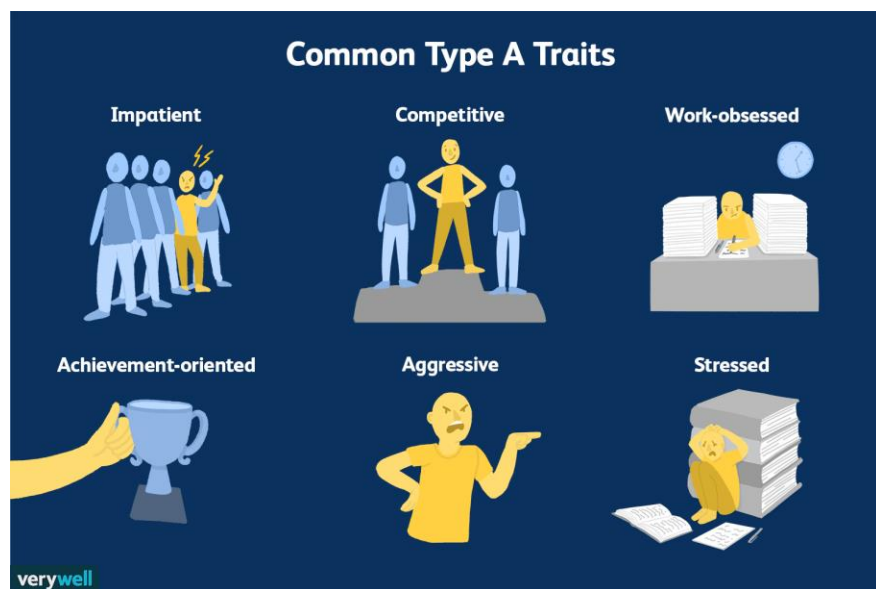 Common Type A Traits
Impatient
Competitive
Work-obsessed
Achievement-oriented
Aggressive
Stressed
verywell